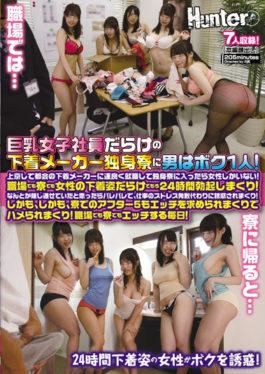 職場では…
Hunter
7人収録!
205minutes
巨乳女子社員だらけの
下着メーカー独身寮に男はボク1人!
上京して都会の下着メーカーに運良く就職して独身寮に入ったら女性しかいない!
職場でも寮でも女性の下着姿だらけでもう24時間勃起しまくり!
しかも、しかも、寮でのアフター5もエッチを求められまくりで
ハメられまくり!職場でも寮でもエッチする毎日!
寮に帰ると…
24時間下着姿の女性がボクを誘惑!